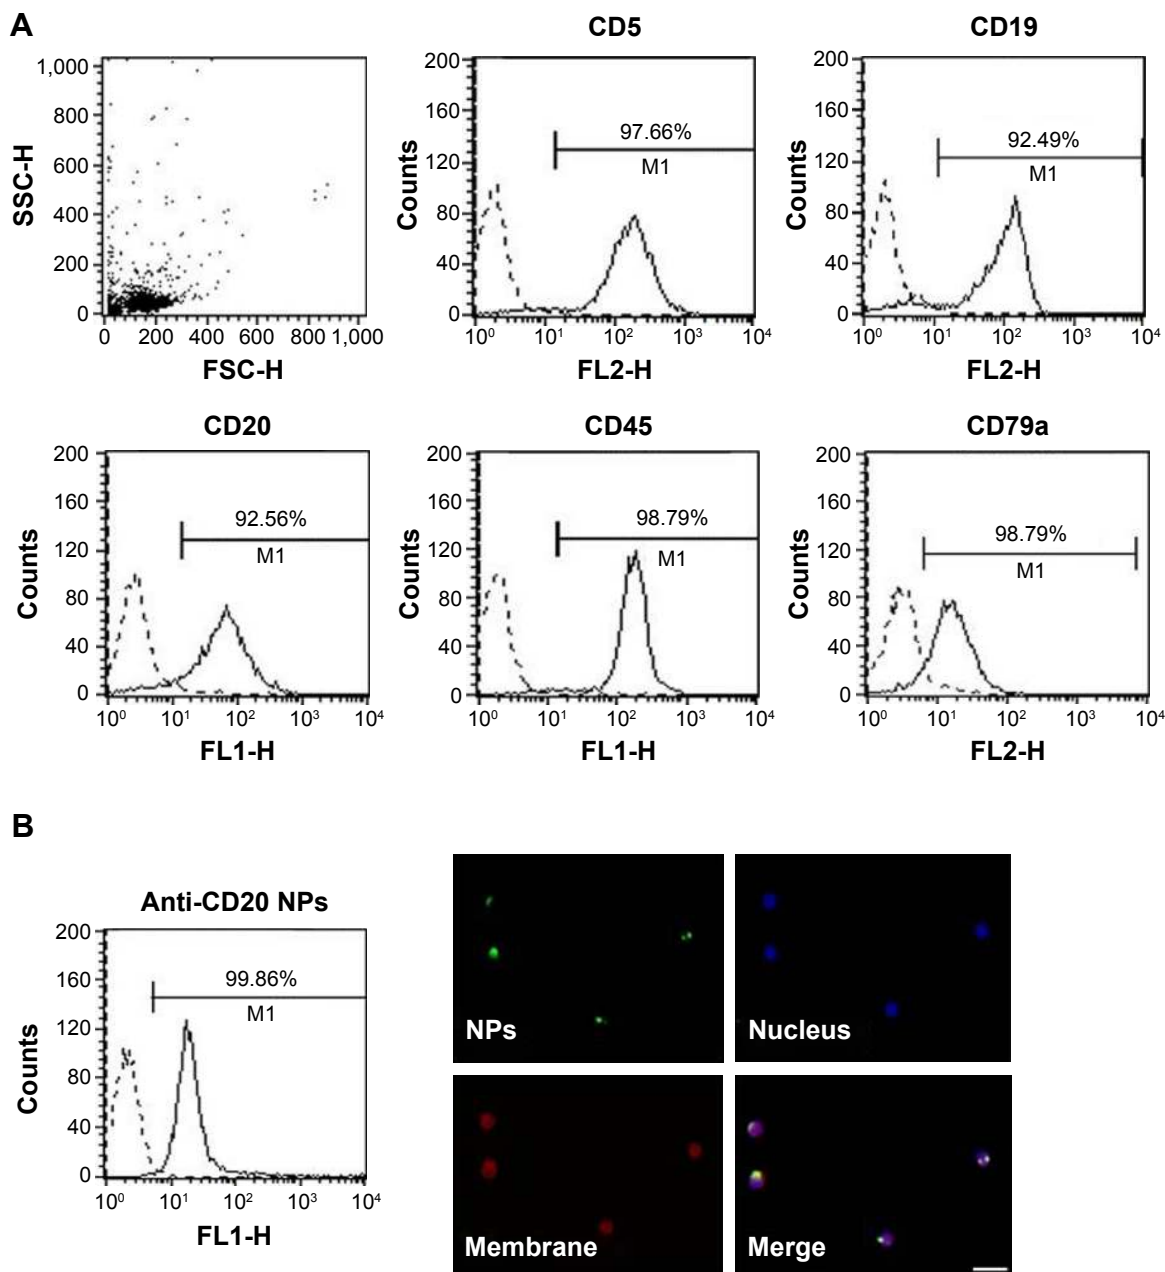 A
SSC-H
1,000
800
600
400
200
0
0 200 400 600 800 1,000
FSC-H
CD5
Counts
200
160
120
80
40
0
97.66%
M1
10⁰ 10¹ 10² 10³ 10⁴
FL2-H
CD19
Counts
200
160
120
80
40
0
92.49%
M1
10⁰ 10¹ 10² 10³ 10⁴
FL2-H
CD20
Counts
200
160
120
80
40
0
92.56%
M1
10⁰ 10¹ 10² 10³ 10⁴
FL1-H
CD45
Counts
200
160
120
80
40
0
98.79%
M1
10⁰ 10¹ 10² 10³ 10⁴
FL1-H
CD79a
Counts
200
160
120
80
40
0
98.79%
M1
10⁰ 10¹ 10² 10³ 10⁴
FL2-H
B
Anti-CD20 NPs
Counts
200
160
120
80
40
0
99.86%
M1
10⁰ 10¹ 10² 10³ 10⁴
FL1-H
NPs
Nucleus
Membrane
Merge